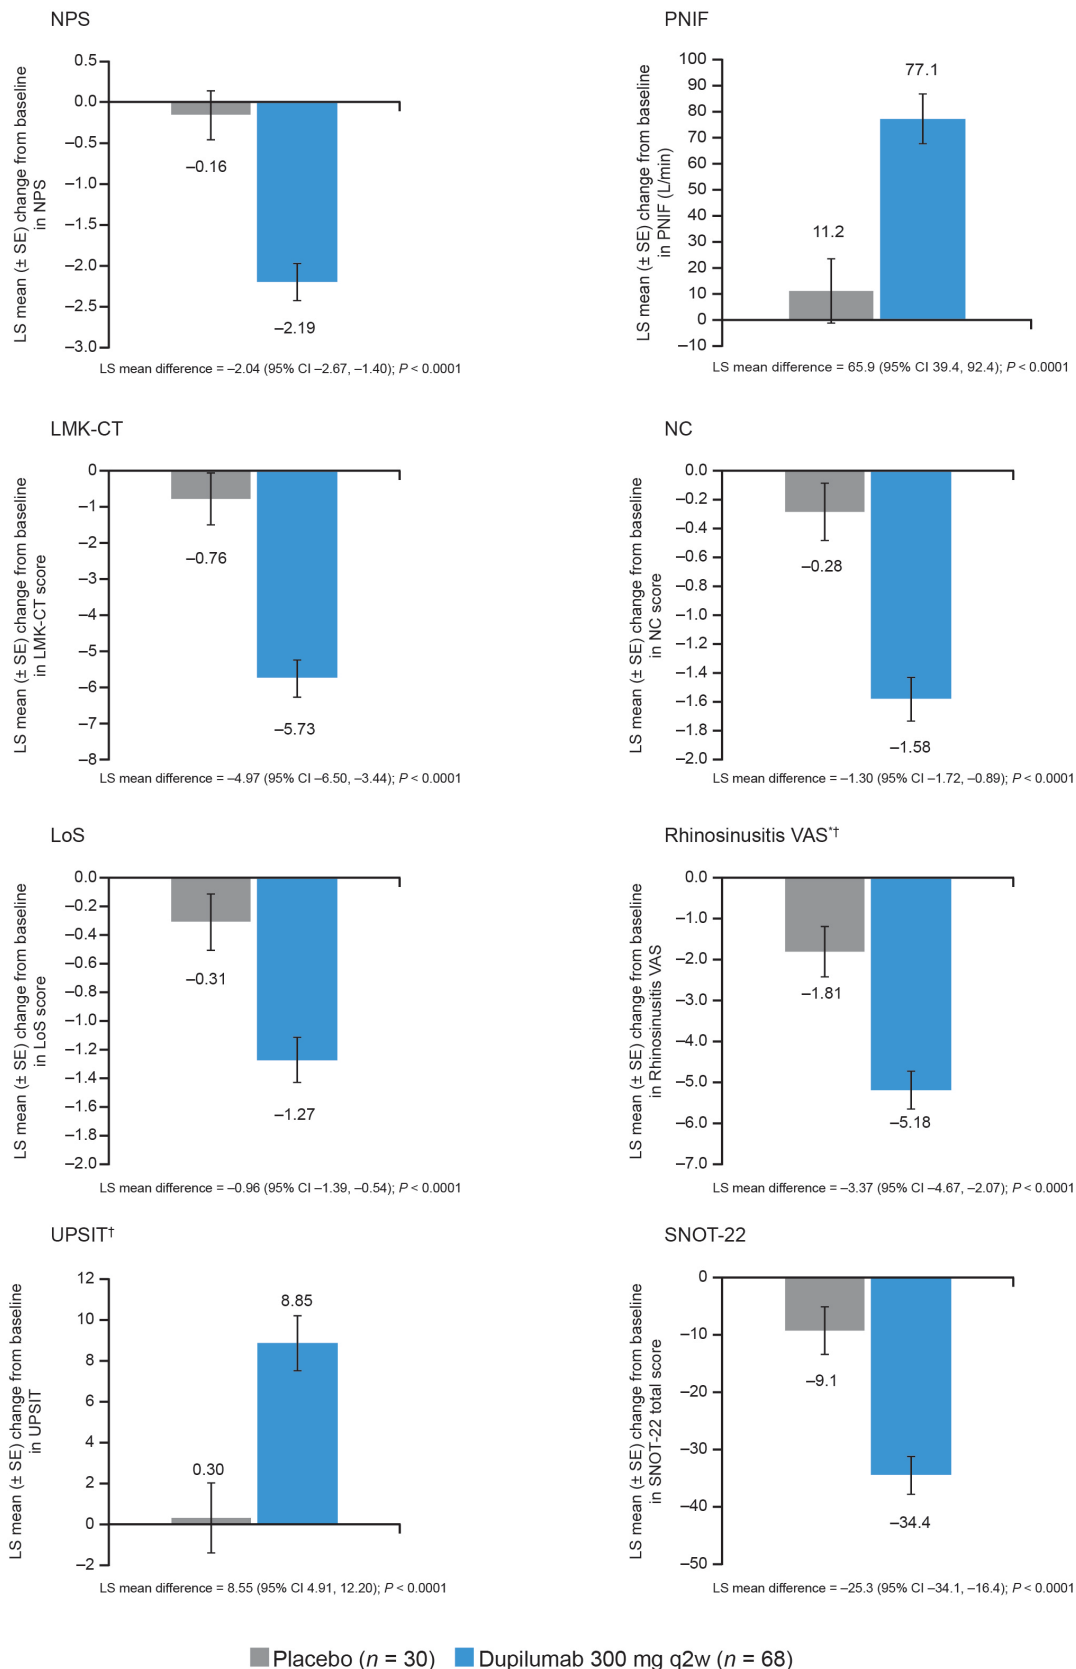 NPS
LS mean (± SE) change from baseline
in NPS
0.5
0.0
–0.5
–1.0
–1.5
–2.0
–2.5
–3.0
–0.16
–2.19
LS mean difference = –2.04 (95% CI –2.67, –1.40); P < 0.0001
PNIF
LS mean (± SE) change from baseline
in PNIF (L/min)
100
90
80
70
60
50
40
30
20
10
0
–10
11.2
77.1
LS mean difference = 65.9 (95% CI 39.4, 92.4); P < 0.0001
LMK-CT
LS mean (± SE) change from baseline
in LMK-CT score
0
–1
–2
–3
–4
–5
–6
–7
–8
–0.76
–5.73
LS mean difference = –4.97 (95% CI –6.50, –3.44); P < 0.0001
NC
LS mean (± SE) change from baseline
in NC score
0.0
–0.2
–0.4
–0.6
–0.8
–1.0
–1.2
–1.4
–1.6
–1.8
–2.0
–0.28
–1.58
LS mean difference = –1.30 (95% CI –1.72, –0.89); P < 0.0001
LoS
LS mean (± SE) change from baseline
in LoS score
0.0
–0.2
–0.4
–0.6
–0.8
–1.0
–1.2
–1.4
–1.6
–1.8
–2.0
–0.31
–1.27
LS mean difference = –0.96 (95% CI –1.39, –0.54); P < 0.0001
Rhinosinusitis VAS*†
LS mean (± SE) change from baseline
in Rhinosinusitis VAS
0.0
–1.0
–2.0
–3.0
–4.0
–5.0
–6.0
–7.0
–1.81
–5.18
LS mean difference = –3.37 (95% CI –4.67, –2.07); P < 0.0001
UPSIT†
LS mean (± SE) change from baseline
in UPSIT
12
10
8
6
4
2
0
–2
0.30
8.85
LS mean difference = 8.55 (95% CI 4.91, 12.20); P < 0.0001
SNOT-22
LS mean (± SE) change from baseline
in SNOT-22 total score
0
–10
–20
–30
–40
–50
–9.1
–34.4
LS mean difference = –25.3 (95% CI –34.1, –16.4); P < 0.0001
Placebo (n = 30) Dupilumab 300 mg q2w (n = 68)